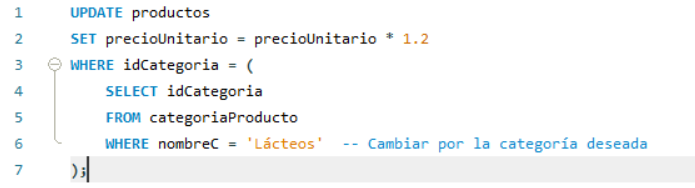 1 UPDATE productos
2 SET precioUnitario = precioUnitario * 1.2
3 WHERE idCategoria = (
4 SELECT idCategoria
5 FROM categoriaProducto
6 WHERE nombreC = 'Lácteos' -- Cambiar por la categoría deseada
7 );